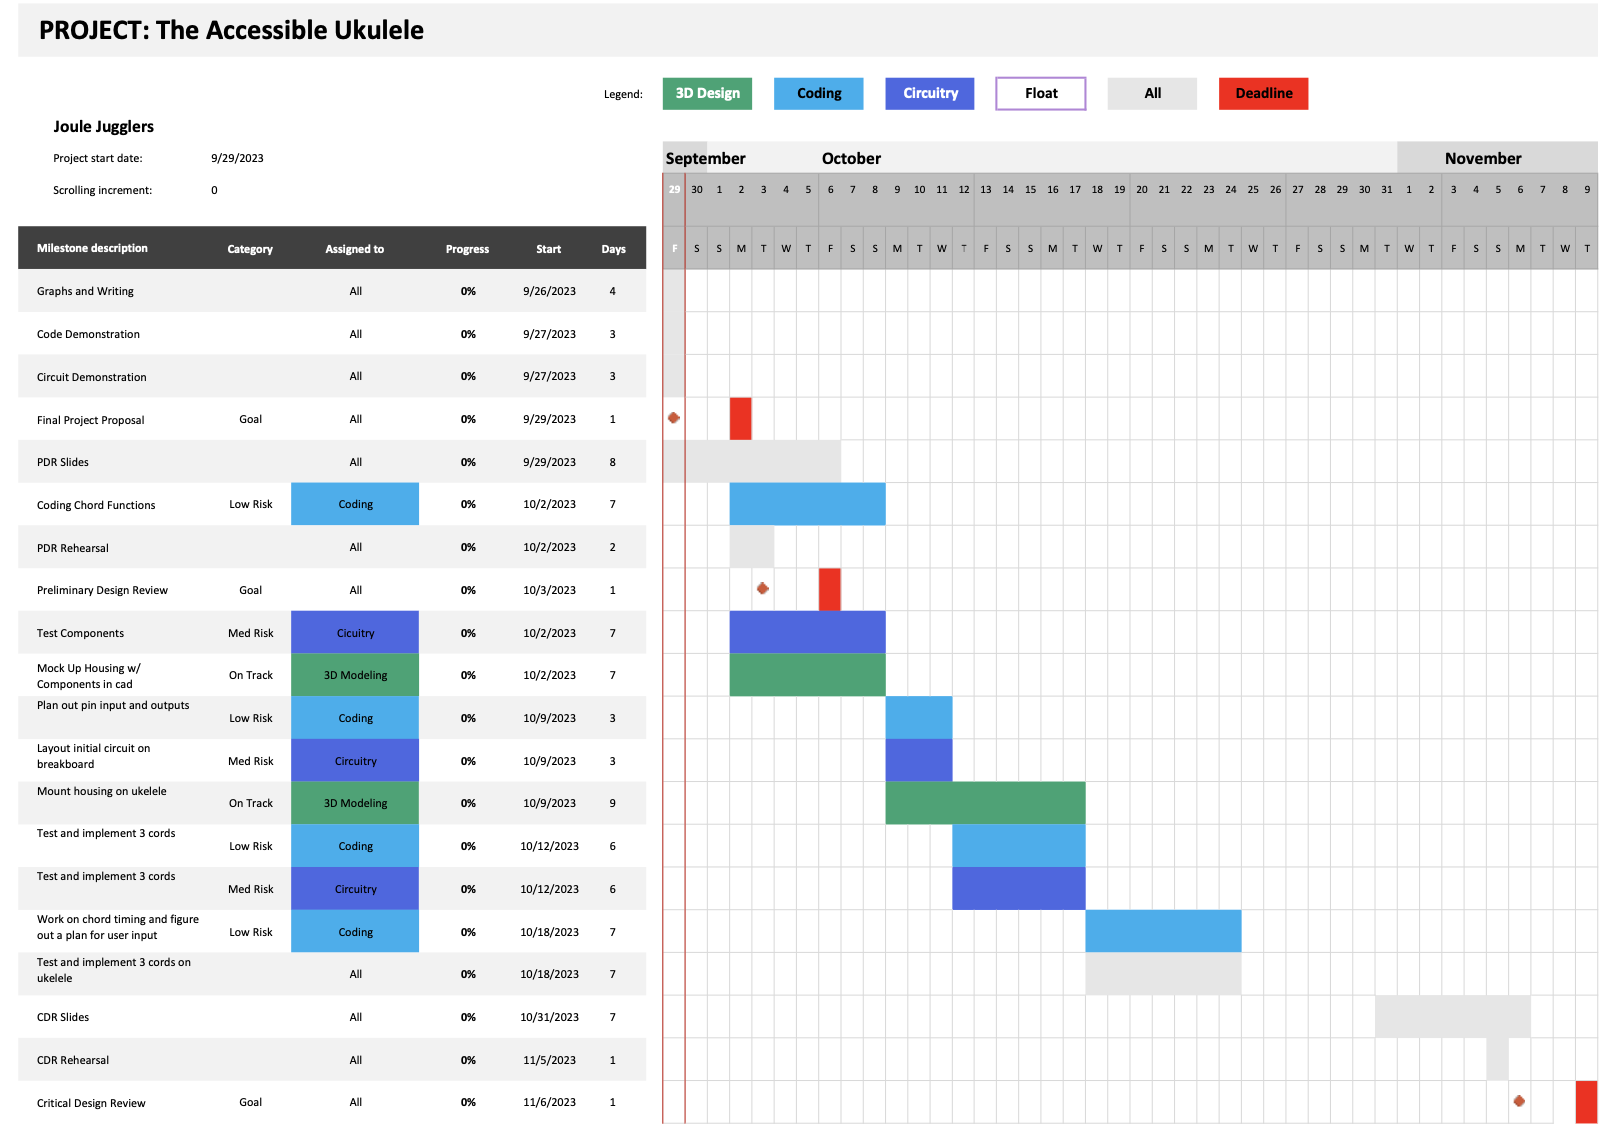 PROJECT: The Accessible Ukulele
Legend: 3D Design Coding Circuitry Float All Deadline
Joule Jugglers
Project start date: 9/29/2023
Scrolling increment: 0
September October November
29 30 1 2 3 4 5 6 7 8 9 10 11 12 13 14 15 16 17 18 19 20 21 22 23 24 25 26 27 28 29 30 31 1 2 3 4 5 6 7 8 9
Milestone description Category Assigned to Progress Start Days
F S S M T W T F S S M T W T F S S M T W T F S S M T W T F S S M T W T F S S M T W T
Graphs and Writing All 0% 9/26/2023 4
Code Demonstration All 0% 9/27/2023 3
Circuit Demonstration All 0% 9/27/2023 3
Final Project Proposal Goal All 0% 9/29/2023 1
PDR Slides All 0% 9/29/2023 8
Coding Chord Functions Low Risk Coding 0% 10/2/2023 7
PDR Rehearsal All 0% 10/2/2023 2
Preliminary Design Review Goal All 0% 10/3/2023 1
Test Components Med Risk Cicuitry 0% 10/2/2023 7
Mock Up Housing w/
Components in cad On Track 3D Modeling 0% 10/2/2023 7
Plan out pin input and outputs
Low Risk Coding 0% 10/9/2023 3
Layout initial circuit on
breakboard Med Risk Circuitry 0% 10/9/2023 3
Mount housing on ukelele
On Track 3D Modeling 0% 10/9/2023 9
Test and implement 3 cords
Low Risk Coding 0% 10/12/2023 6
Test and implement 3 cords
Med Risk Circuitry 0% 10/12/2023 6
Work on chord timing and figure
out a plan for user input Low Risk Coding 0% 10/18/2023 7
Test and implement 3 cords on
ukelele All 0% 10/18/2023 7
CDR Slides All 0% 10/31/2023 7
CDR Rehearsal All 0% 11/5/2023 1
Critical Design Review Goal All 0% 11/6/2023 1